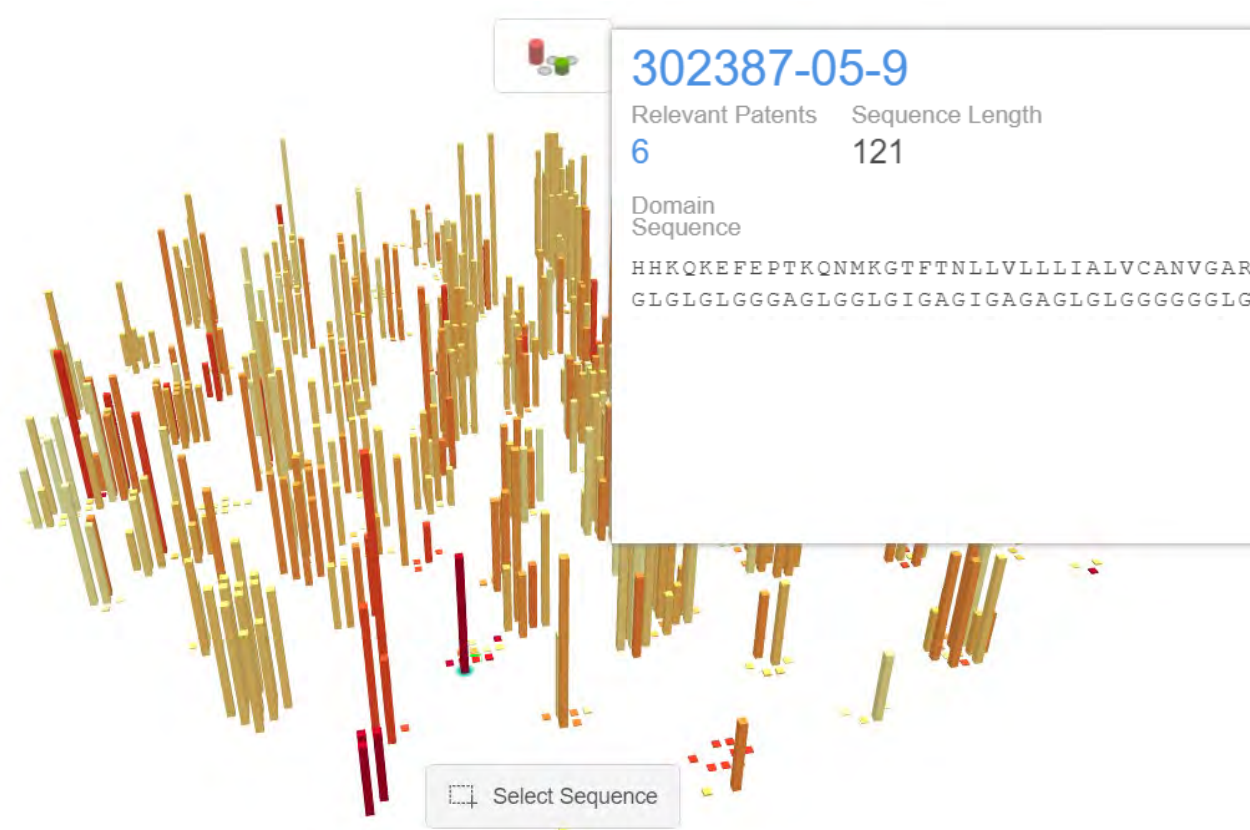 302387-05-9
Relevant Patents Sequence Length
6 121
Domain
Sequence
HHKQKEFEPTKQNMKGTFTNLLVLLLIALVCANVGAR
GLGLGLGGGAGLGGLGIGAGIGAGAGLGLGGGGGGLG
Select Sequence